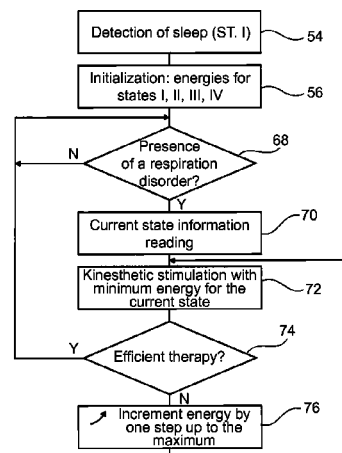 Detection of sleep (ST. I)
54
Initialization: energies for
states I, II, III, IV
56
Presence
of a respiration
disorder?
68
N
Y
Current state information
reading
70
Kinesthetic stimulation with
minimum energy for the
current state
72
Efficient therapy?
74
Y
N
Increment energy by
one step up to the
maximum
76